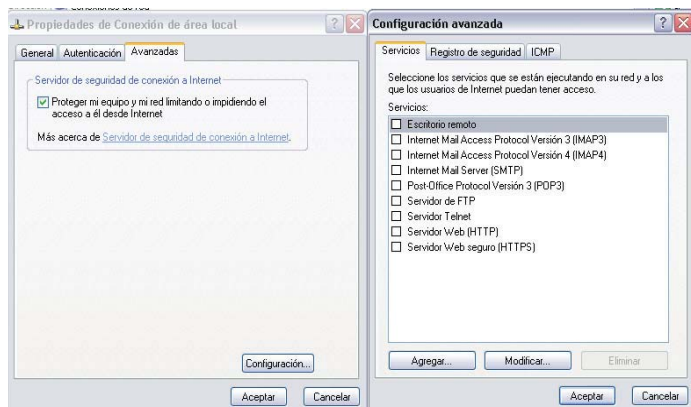 Propiedades de Conexión de área local
General Autenticación Avanzadas
Servidor de seguridad de conexión a Internet
Proteger mi equipo y mi red limitando o impidiendo el
acceso a él desde Internet
Más acerca de Servidor de seguridad de conexión a Internet.
Configuración...
Aceptar Cancelar
Configuración avanzada
Servicios Registro de seguridad ICMP
Seleccione los servicios que se están ejecutando en su red y a los
que los usuarios de Internet puedan tener acceso.
Servicios:
Escritorio remoto
Internet Mail Access Protocol Versión 3 (IMAP3)
Internet Mail Access Protocol Versión 4 (IMAP4)
Internet Mail Server (SMTP)
Post-Office Protocol Versión 3 (POP3)
Servidor de FTP
Servidor Telnet
Servidor Web (HTTP)
Servidor Web seguro (HTTPS)
Agregar... Modificar... Eliminar
Aceptar Cancelar